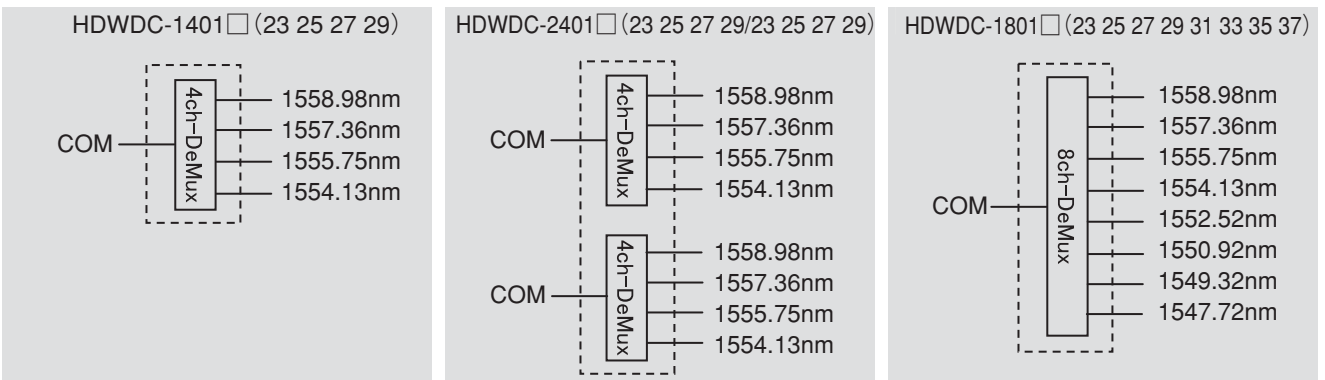 HDWDC-1401□(23 25 27 29)
COM
4ch-DeMux
1558.98nm
1557.36nm
1555.75nm
1554.13nm
HDWDC-2401□(23 25 27 29/23 25 27 29)
COM
4ch-DeMux
1558.98nm
1557.36nm
1555.75nm
1554.13nm
COM
4ch-DeMux
1558.98nm
1557.36nm
1555.75nm
1554.13nm
HDWDC-1801□(23 25 27 29 31 33 35 37)
COM
8ch-DeMux
1558.98nm
1557.36nm
1555.75nm
1554.13nm
1552.52nm
1550.92nm
1549.32nm
1547.72nm